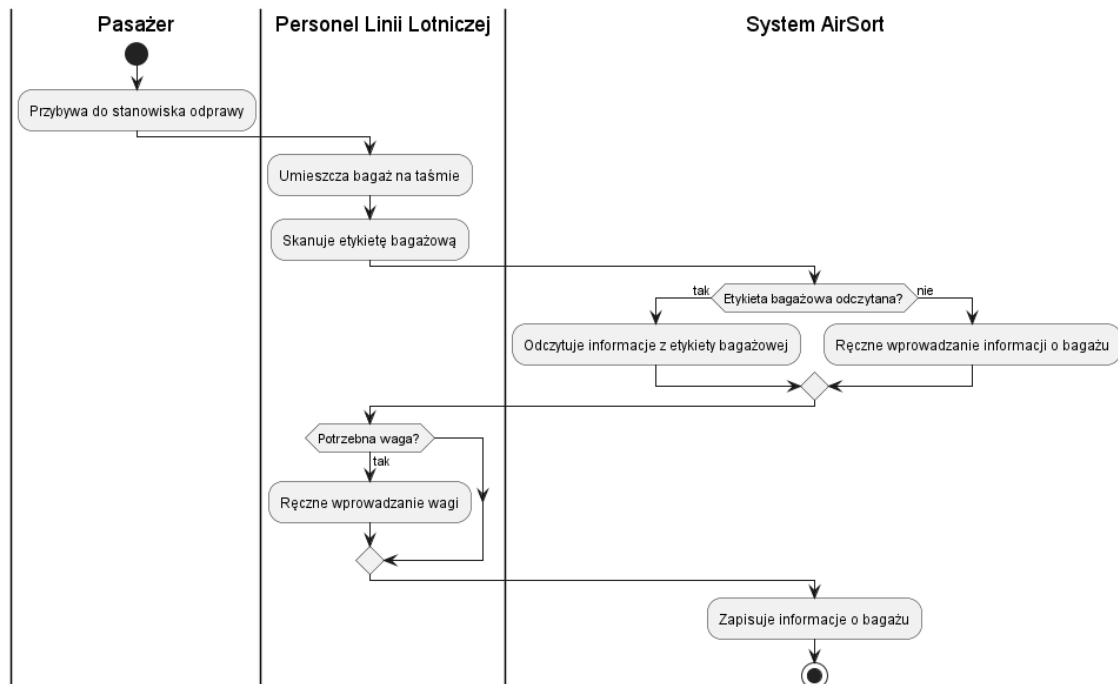 Pasażer
Personel Linii Lotniczej
System AirSort
Przybywa do stanowiska odprawy
Umieszcza bagaż na taśmie
Skanuje etykietę bagażową
tak
Etykieta bagażowa odczytana?
nie
Odczytuje informacje z etykiety bagażowej
Ręczne wprowadzanie informacji o bagażu
Potrzebna waga?
tak
Ręczne wprowadzanie wagi
Zapisuje informacje o bagażu